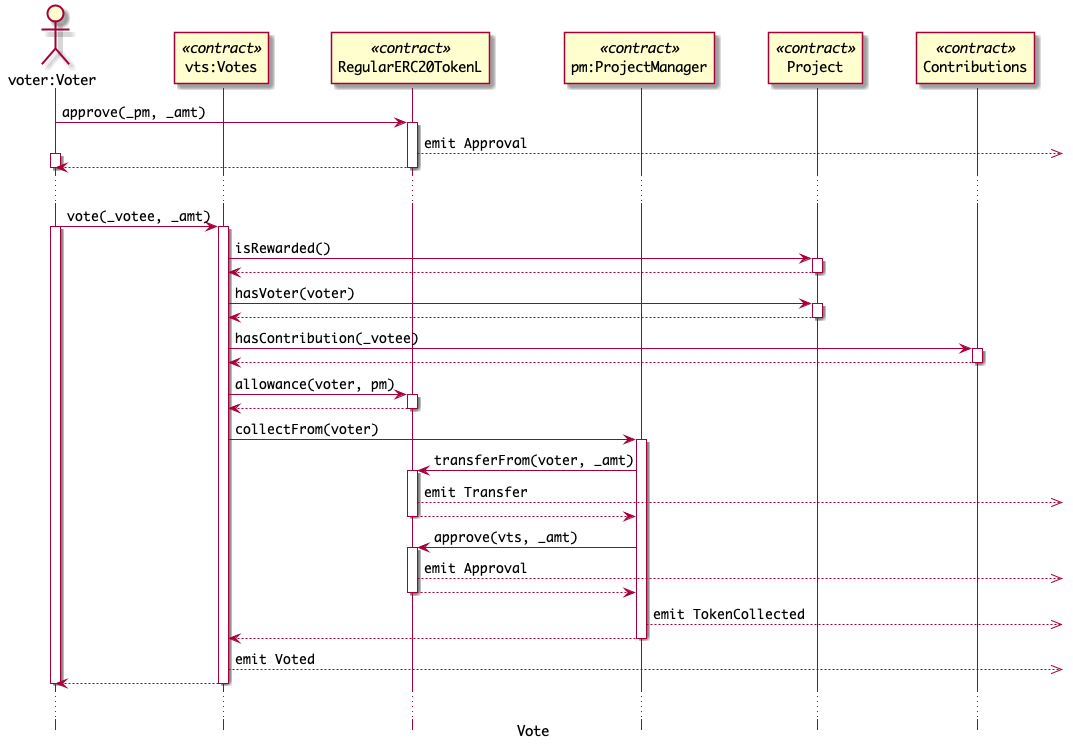 voter:Voter
«contract»
vts:Votes
«contract»
RegularERC20TokenL
«contract»
pm:ProjectManager
«contract»
Project
«contract»
Contributions
approve(_pm, _amt)
emit Approval
vote(_votee, _amt)
isRewarded()
hasVoter(voter)
hasContribution(_votee)
allowance(voter, pm)
collectFrom(voter)
transferFrom(voter, _amt)
emit Transfer
approve(vts, _amt)
emit Approval
emit TokenCollected
emit Voted
Vote